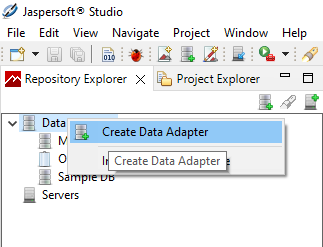 Jaspersoft® Studio
File Edit View Navigate Project Window Help
Repository Explorer Project Explorer
Data
Create Data Adapter
Create Data Adapter
Sample DB
Servers